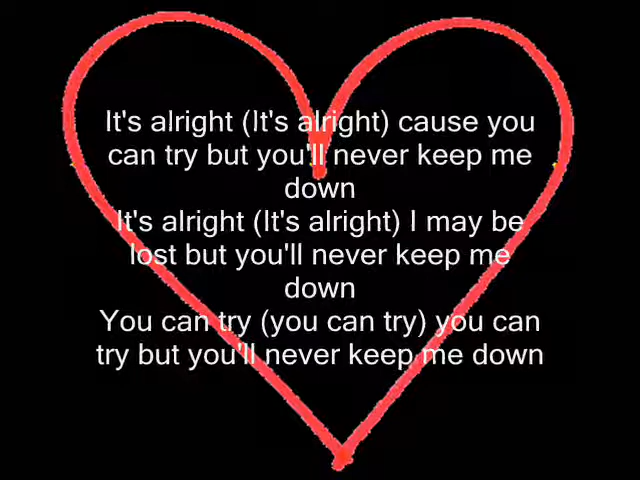 It's alright (It's alright) cause you
can try but you'll never keep me
down
It's alright (It's alright) I may be
lost but you'll never keep me
down
You can try (you can try) you can
try but you'll never keep me down